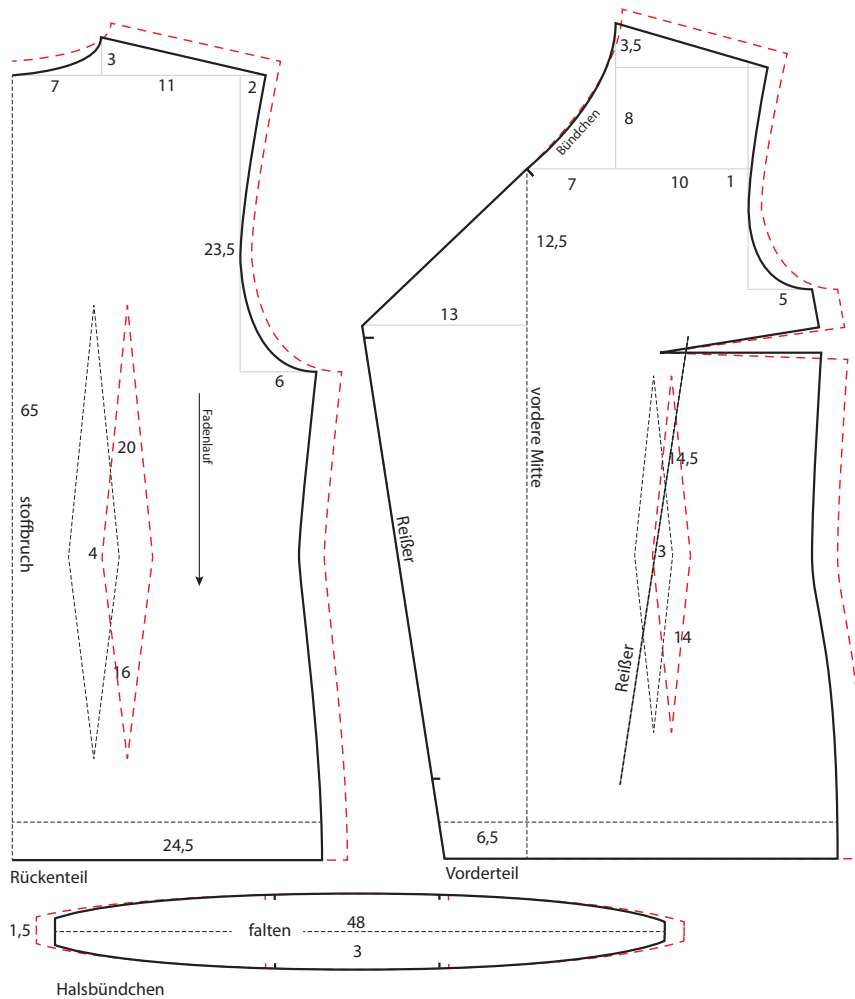 3
7
11
2
23,5
6
65
20
stoffbruch
Fadenlauf
4
16
24,5
Rückenteil
3,5
8
Bündchen
7
10
1
12,5
5
13
vordere Mitte
14,5
Reißer
3
14
Reißer
6,5
Vorderteil
1,5
falten
48
3
Halsbündchen